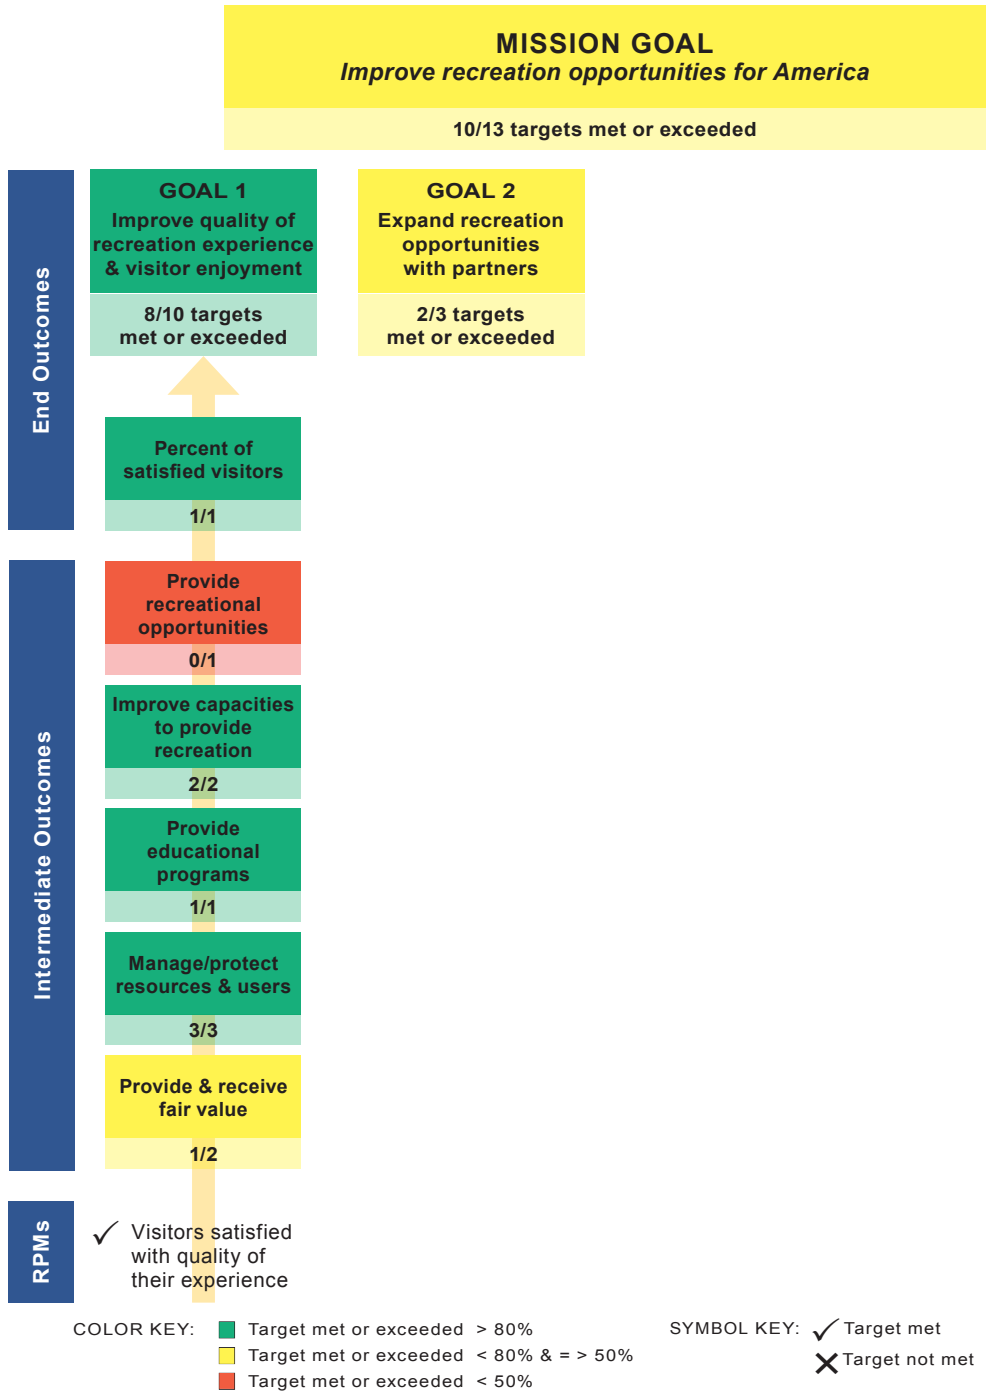 MISSION GOAL
Improve recreation opportunities for America
10/13 targets met or exceeded
End Outcomes
GOAL 1
Improve quality of
recreation experience
& visitor enjoyment
8/10 targets
met or exceeded
GOAL 2
Expand recreation
opportunities
with partners
2/3 targets
met or exceeded
Percent of
satisfied visitors
1/1
Intermediate Outcomes
Provide
recreational
opportunities
0/1
Improve capacities
to provide
recreation
2/2
Provide
educational
programs
1/1
Manage/protect
resources & users
3/3
Provide & receive
fair value
1/2
RPMs
✓ Visitors satisfied
with quality of
their experience
COLOR KEY:
Target met or exceeded > 80%
Target met or exceeded < 80% & = > 50%
Target met or exceeded < 50%
SYMBOL KEY: ✓ Target met
✕ Target not met